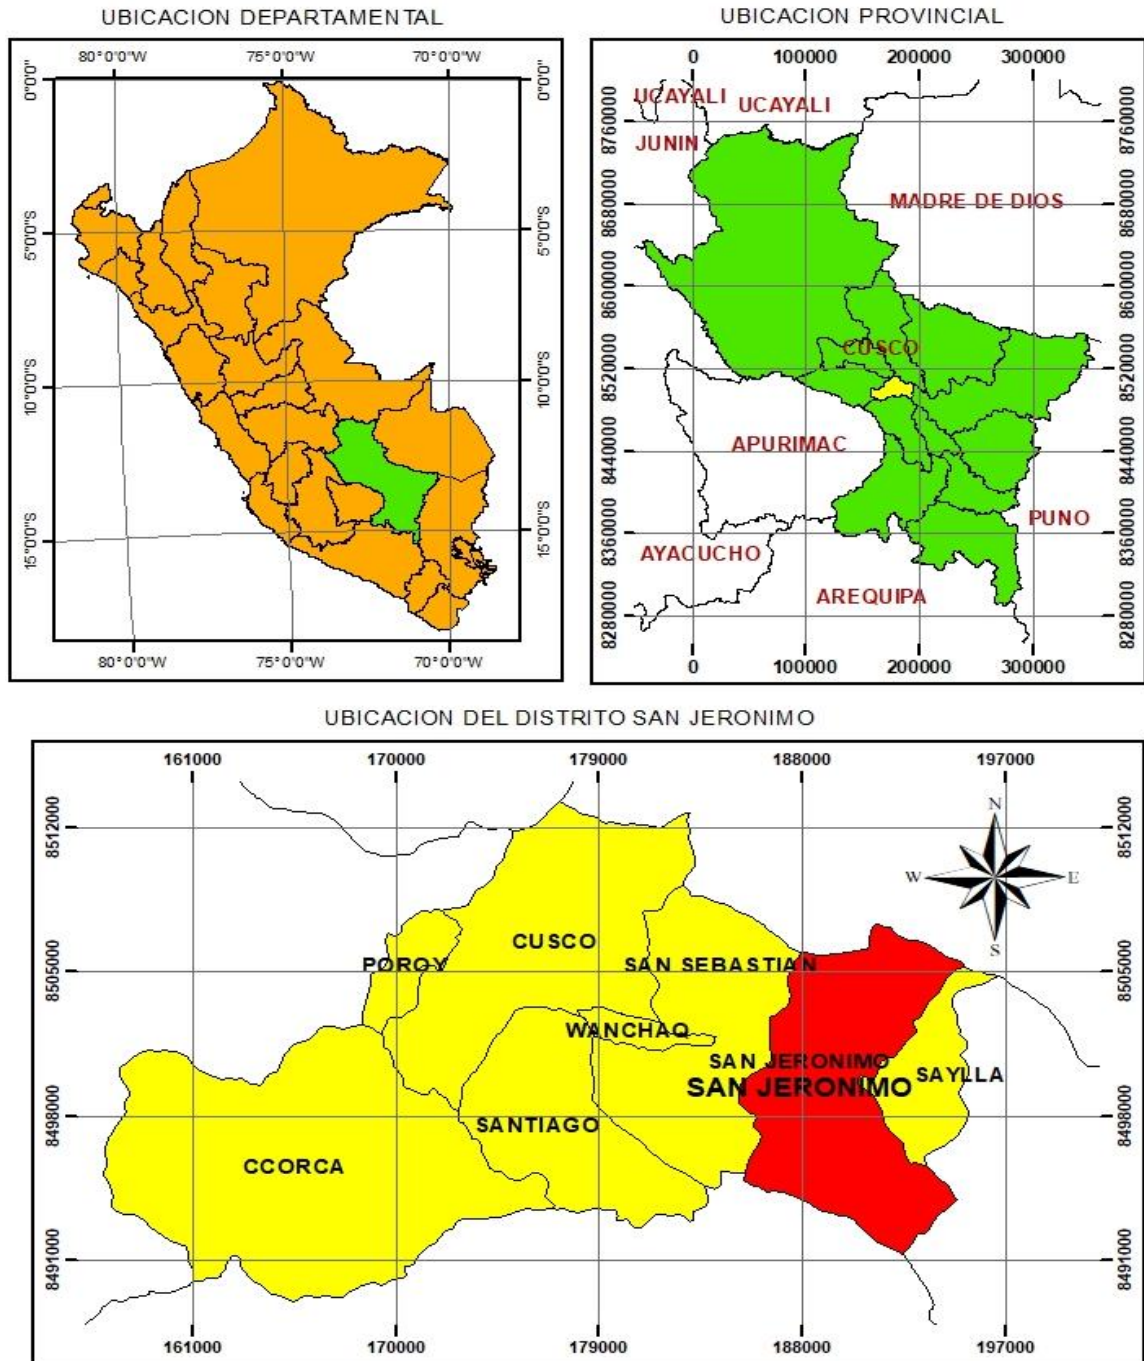 UBICACION DEPARTAMENTAL
80°0'0"W 75°0'0"W 70°0'0"W
0°0'0"
0°0'0"
5°0'0"S
5°0'0"S
10°0'0"S
10°0'0"S
15°0'0"S
15°0'0"S
80°0'0"W 75°0'0"W 70°0'0"W
UBICACION PROVINCIAL
0 100000 200000 300000
UCAYALI
UCAYALI
8760000
8760000
JUNIN
MADRE DE DIOS
8680000
8680000
8600000
8600000
CUSCO
8520000
8520000
APURIMAC
8440000
8440000
PUNO
8360000
8360000
AYACUCHO
AREQUIPA
8280000
8280000
0 100000 200000 300000
UBICACION DEL DISTRITO SAN JERONIMO
161000 170000 179000 188000 197000
N
8512000
8512000
W
E
S
CUSCO
POROY
SAN SEBASTIAN
8505000
8505000
WANCHAQ
SAN JERONIMO
SAYLLA
SAN JERONIMO
8498000
8498000
SANTIAGO
CCORCA
8491000
8491000
161000 170000 179000 188000 197000